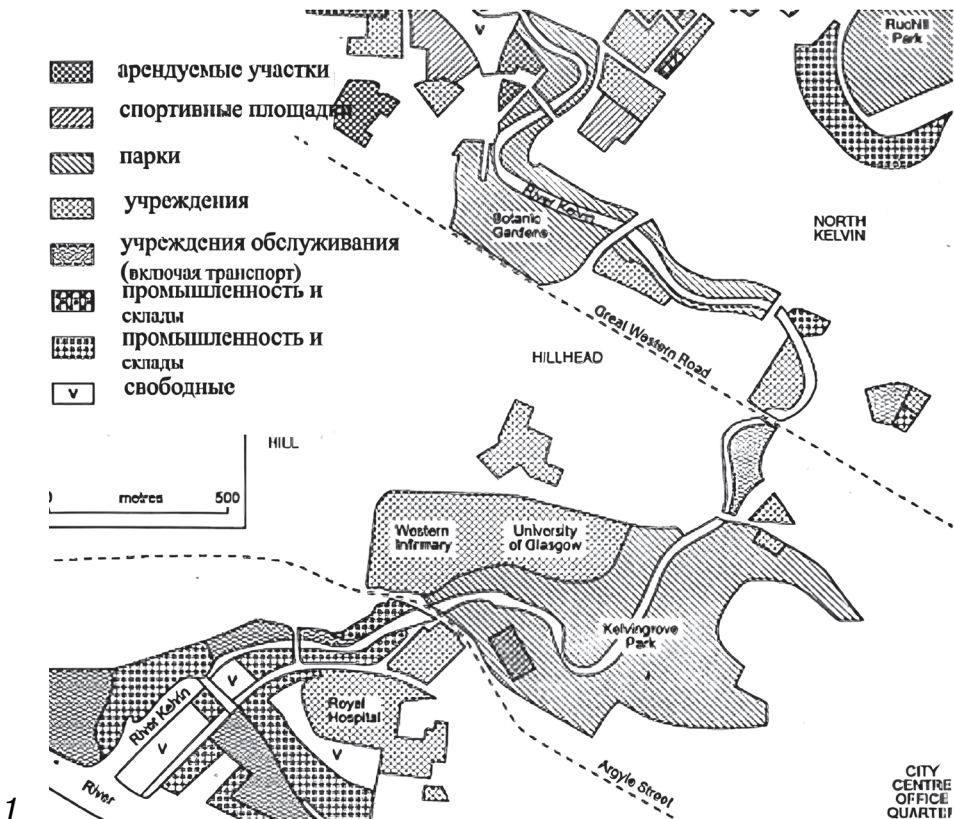 арендуемые участки
спортивные площадки
парки
учреждения
учреждения обслуживания
(включая транспорт)
промышленность и
склады
промышленность и
склады
v свободные
v
Ruchill
Park
River Kelvin
Botanic
Gardens
NORTH
KELVIN
Great Western Road
HILLHEAD
HILL
metres 500
Western
Infirmary
University
of Glasgow
Kelvingrove
Park
Royal
Hospital
v
v
v
River Kelvin
River
Argyle Street
CITY
CENTRE
OFFICE
QUARTER
1